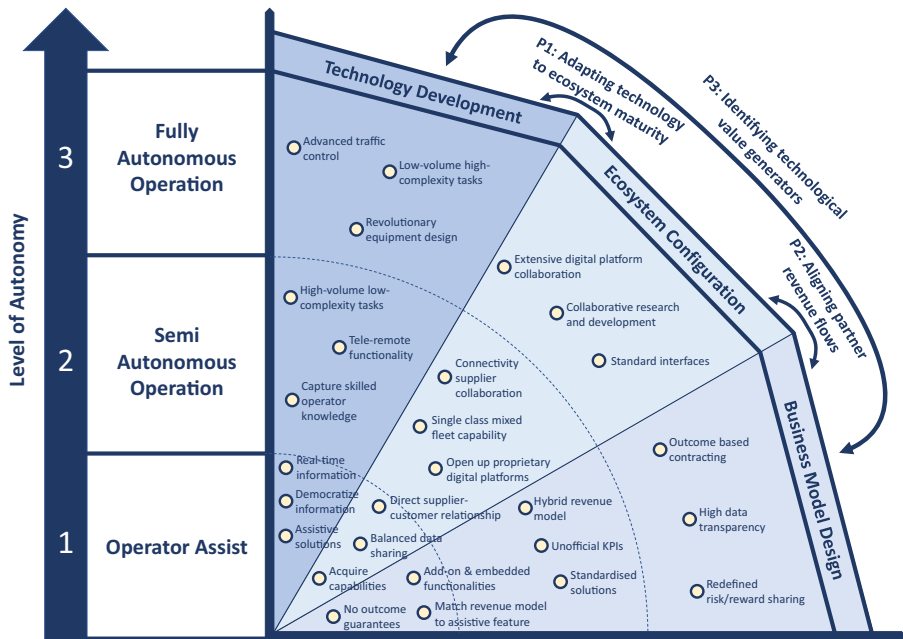 Level of Autonomy
3
Fully
Autonomous
Operation
2
Semi
Autonomous
Operation
1
Operator Assist
Technology Development
Advanced traffic
control
Low-volume high-
complexity tasks
Revolutionary
equipment design
High-volume low-
complexity tasks
Tele-remote
functionality
Capture skilled
operator
knowledge
Real-time
information
Democratize
information
Assistive
solutions
Ecosystem Configuration
Extensive digital platform
collaboration
Collaborative research
and development
Standard interfaces
Connectivity
supplier
collaboration
Single class mixed
fleet capability
Open up proprietary
digital platforms
Direct supplier-
customer relationship
Balanced data
sharing
Acquire
capabilities
Business Model Design
Outcome based
contracting
High data
transparency
Redefined
risk/reward sharing
Hybrid revenue
model
Unofficial KPIs
Standardised
solutions
Add-on & embedded
functionalities
Match revenue model
to assistive feature
No outcome
guarantees
P1: Adapting technology
to ecosystem maturity
P3: Identifying technological
value generators
P2: Aligning partner
revenue flows